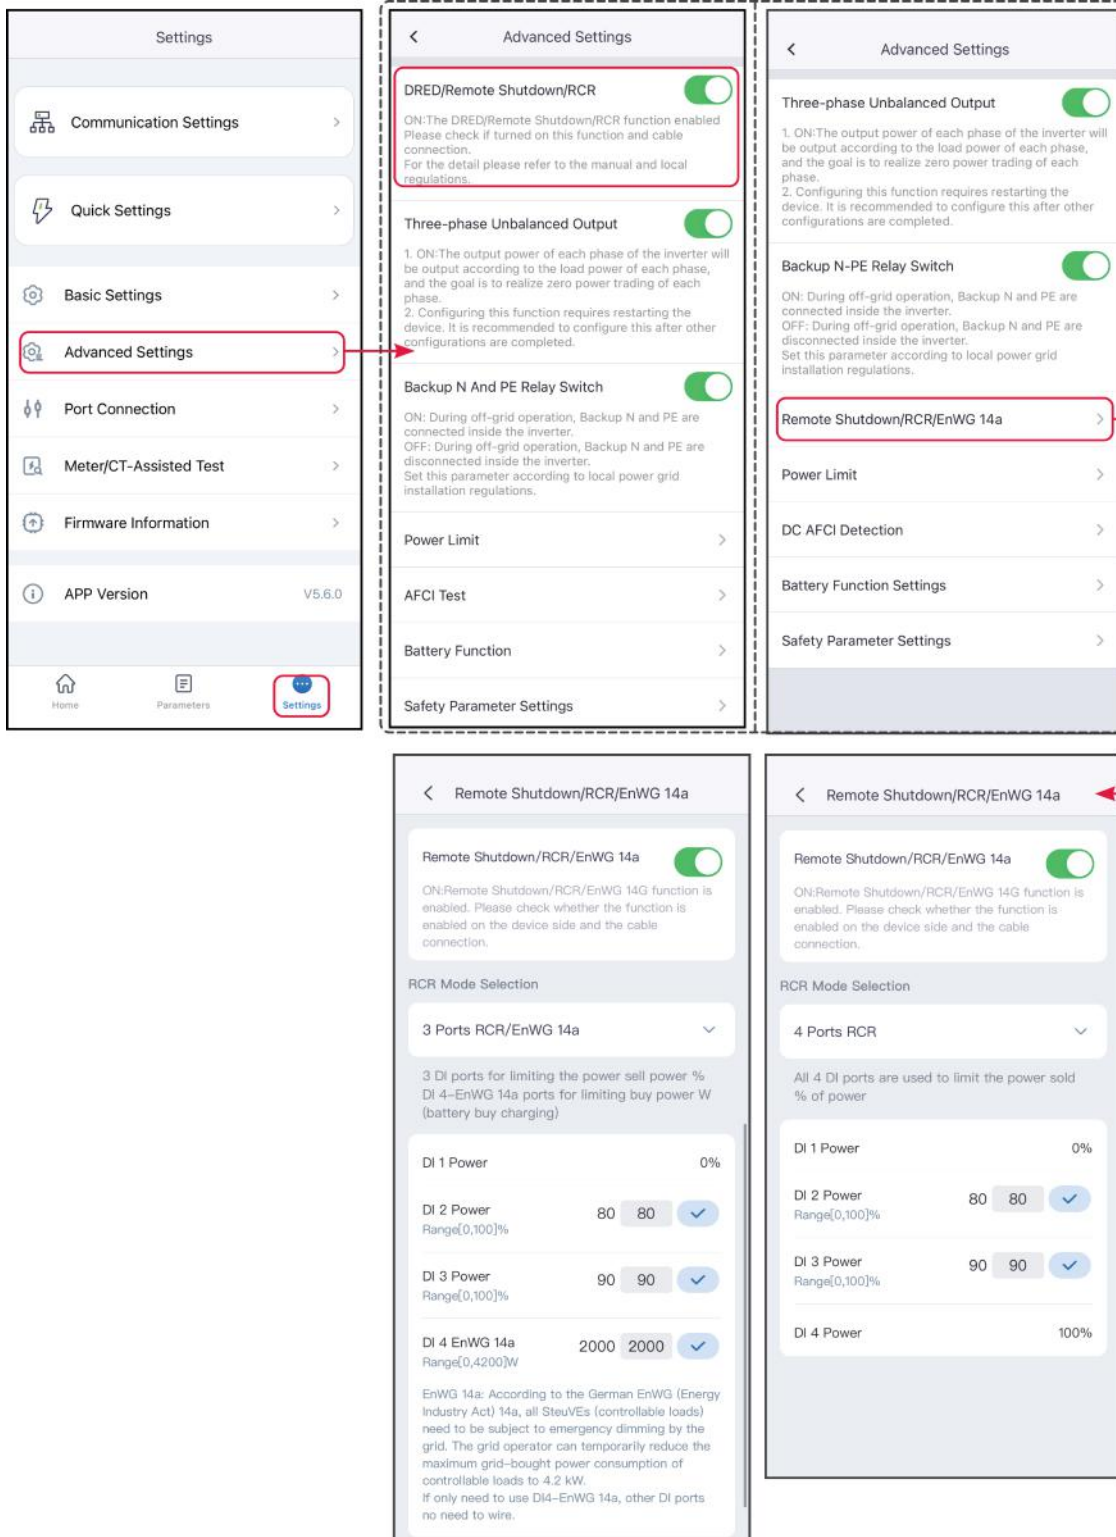 Settings
Communication Settings
Quick Settings
Basic Settings
Advanced Settings
Port Connection
Meter/CT-Assisted Test
Firmware Information
APP Version V5.6.0
Home Parameters Settings
Advanced Settings
DRED/Remote Shutdown/RCR
ON:The DRED/Remote Shutdown/RCR function enabled
Please check if turned on this function and cable
connection.
For the detail please refer to the manual and local
regulations.
Three-phase Unbalanced Output
1. ON:The output power of each phase of the inverter will
be output according to the load power of each phase,
and the goal is to realize zero power trading of each
phase.
2. Configuring this function requires restarting the
device. It is recommended to configure this after other
configurations are completed.
Backup N And PE Relay Switch
ON: During off-grid operation, Backup N and PE are
connected inside the inverter.
OFF: During off-grid operation, Backup N and PE are
disconnected inside the inverter.
Set this parameter according to local power grid
installation regulations.
Power Limit
AFCI Test
Battery Function
Safety Parameter Settings
Advanced Settings
Three-phase Unbalanced Output
1. ON:The output power of each phase of the inverter will
be output according to the load power of each phase,
and the goal is to realize zero power trading of each
phase.
2. Configuring this function requires restarting the
device. It is recommended to configure this after other
configurations are completed.
Backup N-PE Relay Switch
ON: During off-grid operation, Backup N and PE are
connected inside the inverter.
OFF: During off-grid operation, Backup N and PE are
disconnected inside the inverter.
Set this parameter according to local power grid
installation regulations.
Remote Shutdown/RCR/EnWG 14a
Power Limit
DC AFCI Detection
Battery Function Settings
Safety Parameter Settings
Remote Shutdown/RCR/EnWG 14a
Remote Shutdown/RCR/EnWG 14a
ON:Remote Shutdown/RCR/EnWG 14G function is
enabled. Please check whether the function is
enabled on the device side and the cable
connection.
RCR Mode Selection
3 Ports RCR/EnWG 14a
3 DI ports for limiting the power sell power %
DI 4-EnWG 14a ports for limiting buy power W
(battery buy charging)
DI 1 Power 0%
DI 2 Power 80 80
Range[0,100]%
DI 3 Power 90 90
Range[0,100]%
DI 4 EnWG 14a 2000 2000
Range[0,4200]W
EnWG 14a: According to the German EnWG (Energy
Industry Act) 14a, all SteuVEs (controllable loads)
need to be subject to emergency dimming by the
grid. The grid operator can temporarily reduce the
maximum grid-bought power consumption of
controllable loads to 4.2 kW.
If only need to use DI4-EnWG 14a, other DI ports
no need to wire.
Remote Shutdown/RCR/EnWG 14a
Remote Shutdown/RCR/EnWG 14a
ON:Remote Shutdown/RCR/EnWG 14G function is
enabled. Please check whether the function is
enabled on the device side and the cable
connection.
RCR Mode Selection
4 Ports RCR
All 4 DI ports are used to limit the power sold
% of power
DI 1 Power 0%
DI 2 Power 80 80
Range[0,100]%
DI 3 Power 90 90
Range[0,100]%
DI 4 Power 100%